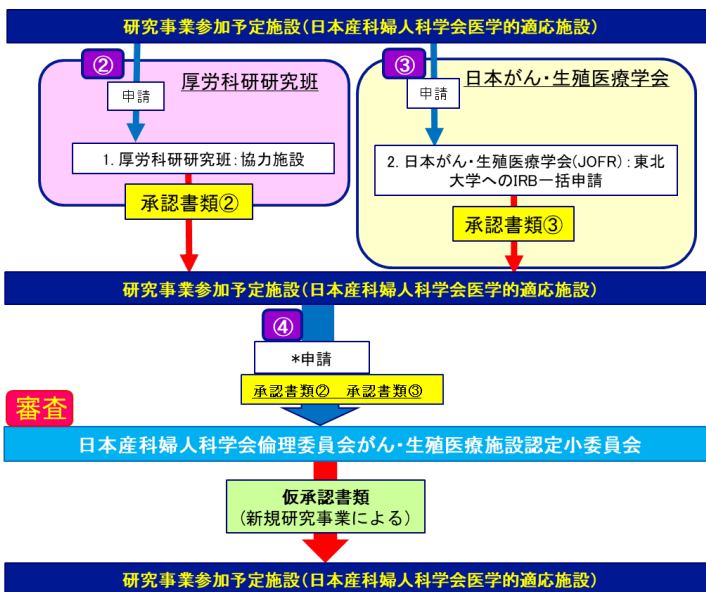 研究事業参加予定施設(日本産科婦人科学会医学的適応施設)
②
厚労科研研究班
申請
1. 厚労科研研究班:協力施設
承認書類②
③
日本がん・生殖医療学会
申請
2. 日本がん・生殖医療学会(JOFR):東北
大学へのIRB一括申請
承認書類③
研究事業参加予定施設(日本産科婦人科学会医学的適応施設)
④
*申請
承認書類② 承認書類③
審査
日本産科婦人科学会倫理委員会がん・生殖医療施設認定小委員会
仮承認書類
(新規研究事業による)
研究事業参加予定施設(日本産科婦人科学会医学的適応施設)